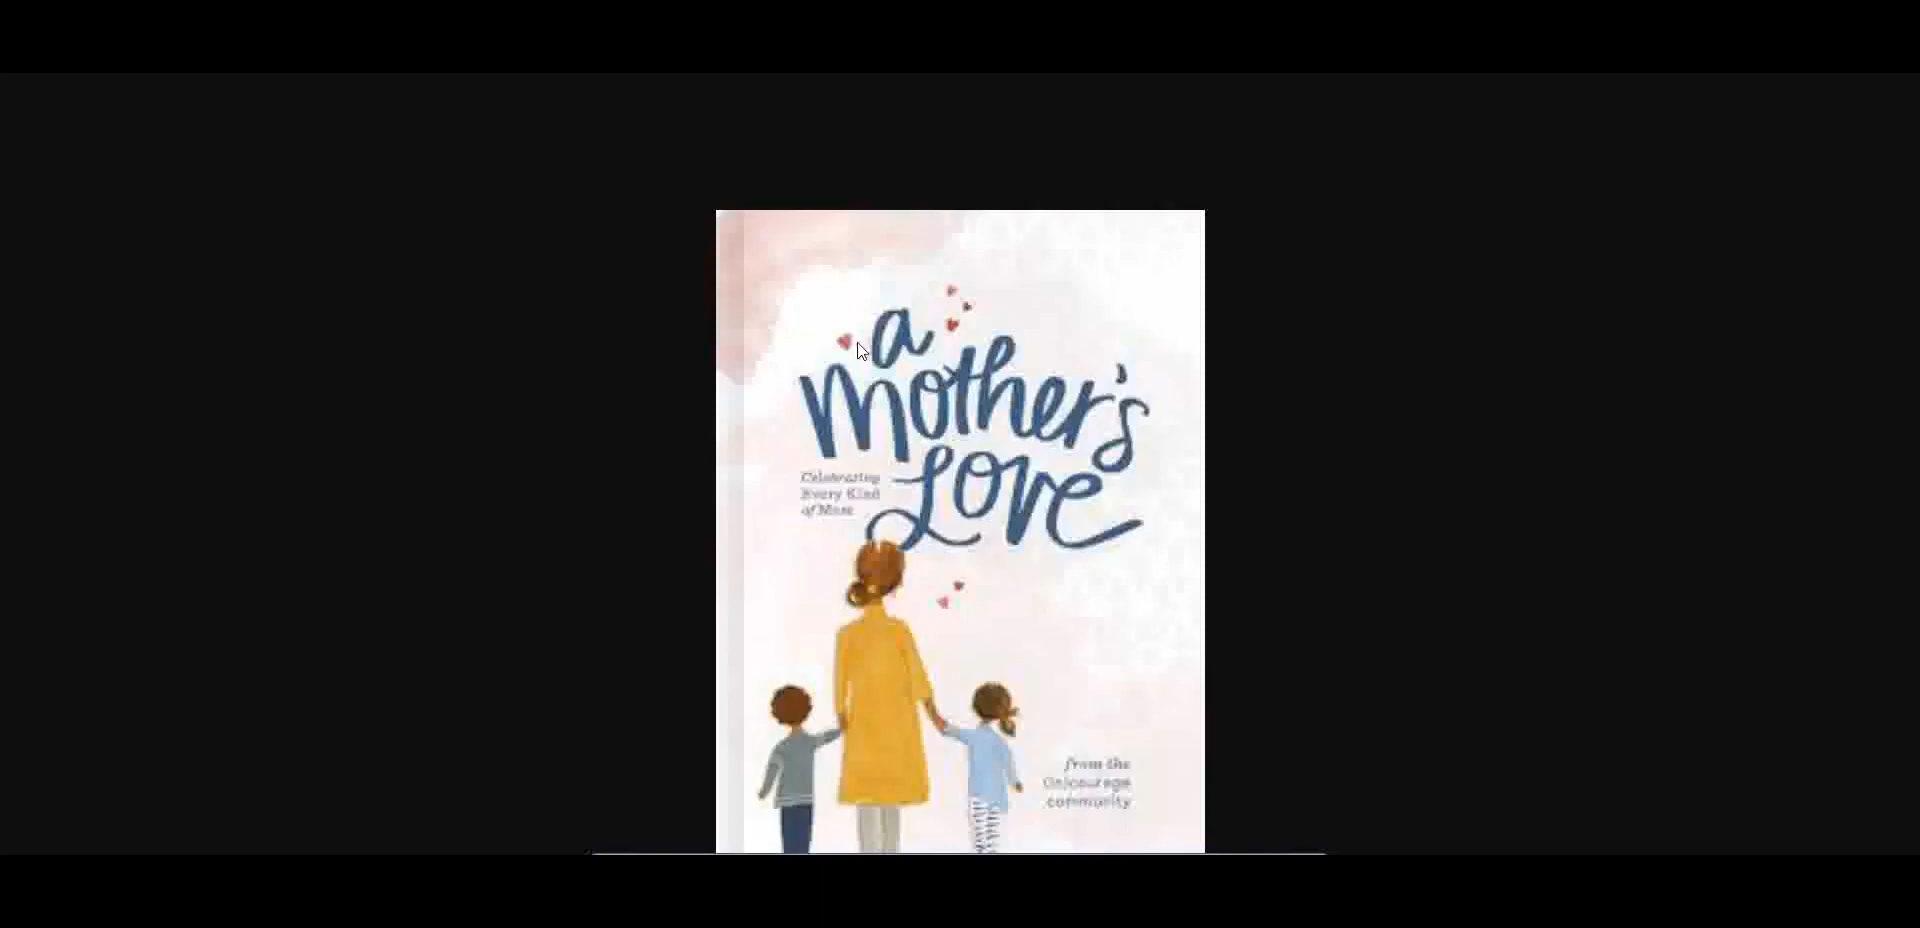 a
mother's
Love
Celebrating
Every Kind
of Mom
from the
(in)courage
community